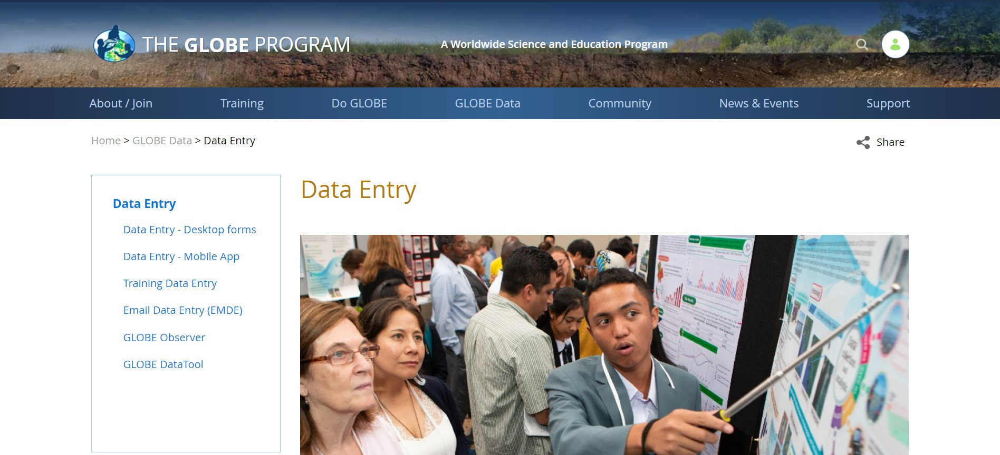 THE GLOBE PROGRAM
A Worldwide Science and Education Program
About / Join
Training
Do GLOBE
GLOBE Data
Community
News & Events
Support
Home > GLOBE Data > Data Entry
Share
Data Entry
Data Entry - Desktop forms
Data Entry - Mobile App
Training Data Entry
Email Data Entry (EMDE)
GLOBE Observer
GLOBE DataTool
Data Entry